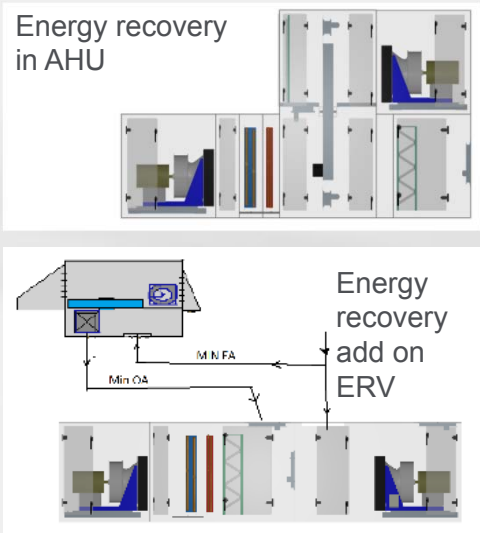 Energy recovery
in AHU
Energy
recovery
add on
ERV
MIN EA
Min OA